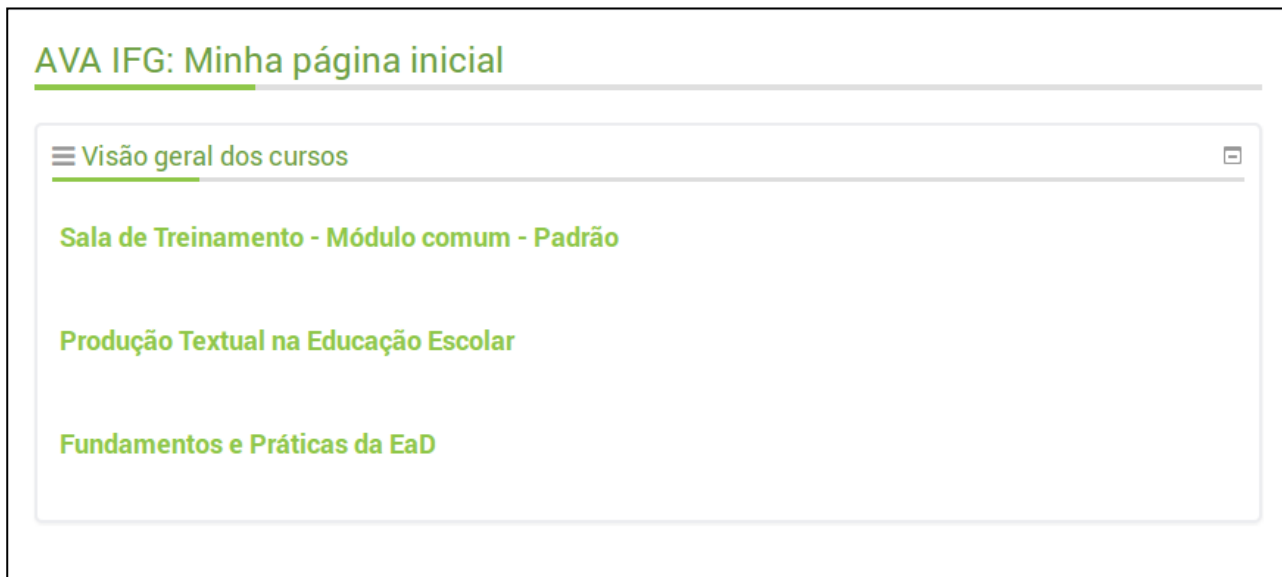 AVA IFG: Minha página inicial
Visão geral dos cursos
Sala de Treinamento - Módulo comum - Padrão
Produção Textual na Educação Escolar
Fundamentos e Práticas da EaD